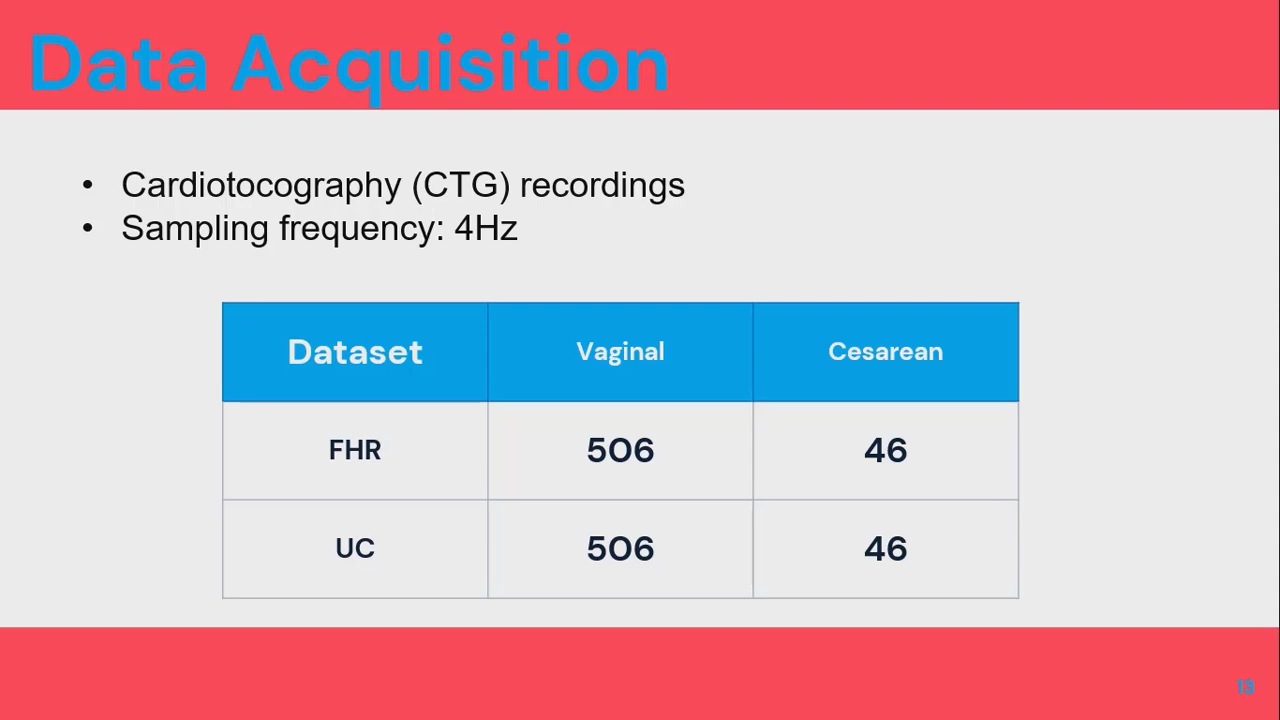 Data Acquisition
• Cardiotocography (CTG) recordings
• Sampling frequency: 4Hz
Dataset Vaginal Cesarean
FHR 506 46
UC 506 46
13